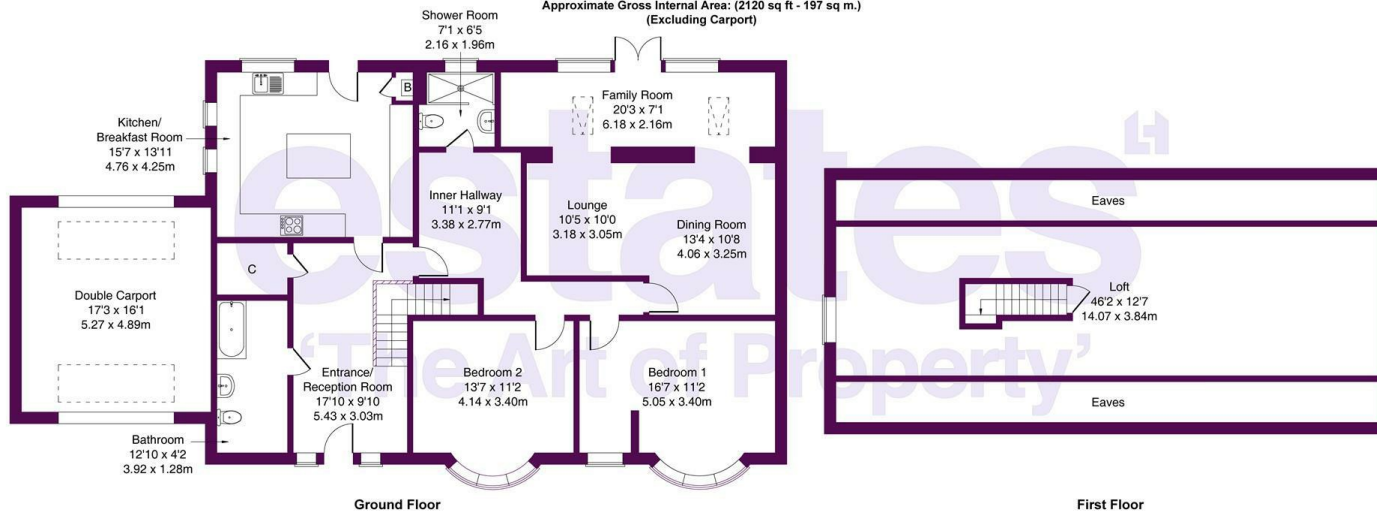 Approximate Gross Internal Area: (2120 sq ft - 197 sq m.)
(Excluding Carport)
Shower Room
7'1 x 6'5
2.16 x 1.96m
B
Family Room
20'3 x 7'1
6.18 x 2.16m
Kitchen/
Breakfast Room
15'7 x 13'11
4.76 x 4.25m
Inner Hallway
11'1 x 9'1
3.38 x 2.77m
Lounge
10'5 x 10'0
3.18 x 3.05m
Dining Room
13'4 x 10'8
4.06 x 3.25m
C
Double Carport
17'3 x 16'1
5.27 x 4.89m
Entrance/
Reception Room
17'10 x 9'10
5.43 x 3.03m
Bedroom 2
13'7 x 11'2
4.14 x 3.40m
Bedroom 1
16'7 x 11'2
5.05 x 3.40m
Bathroom
12'10 x 4'2
3.92 x 1.28m
Ground Floor
Eaves
Loft
46'2 x 12'7
14.07 x 3.84m
Eaves
First Floor
estates
'The Art of Property'